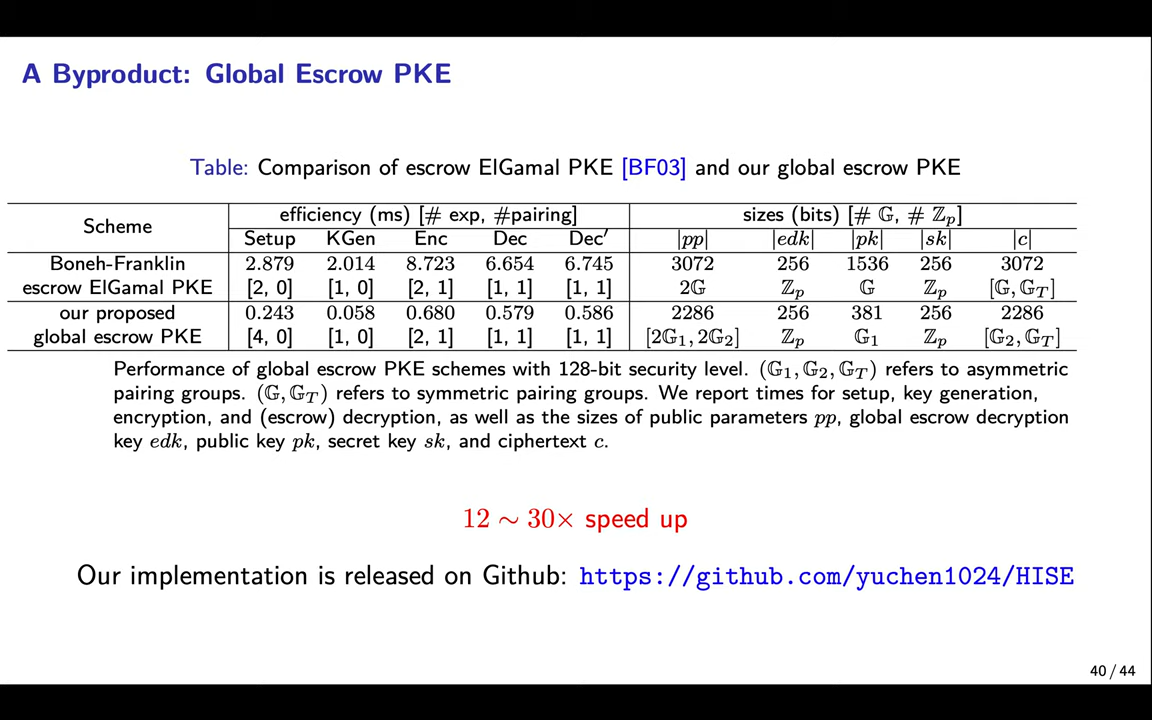 A Byproduct: Global Escrow PKE
Table: Comparison of escrow ElGamal PKE [BF03] and our global escrow PKE
Scheme efficiency (ms) [# exp, #pairing] sizes (bits) [# 𝔾, # ℤp]
Setup KGen Enc Dec Dec′ |pp| |edk| |pk| |sk| |c|
Boneh-Franklin 2.879 2.014 8.723 6.654 6.745 3072 256 1536 256 3072
escrow ElGamal PKE [2, 0] [1, 0] [2, 1] [1, 1] [1, 1] 2𝔾 ℤp 𝔾 ℤp [𝔾, 𝔾T]
our proposed 0.243 0.058 0.680 0.579 0.586 2286 256 381 256 2286
global escrow PKE [4, 0] [1, 0] [2, 1] [1, 1] [1, 1] [2𝔾1, 2𝔾2] ℤp 𝔾1 ℤp [𝔾2, 𝔾T]
Performance of global escrow PKE schemes with 128-bit security level. (𝔾1, 𝔾2, 𝔾T) refers to asymmetric
pairing groups. (𝔾, 𝔾T) refers to symmetric pairing groups. We report times for setup, key generation,
encryption, and (escrow) decryption, as well as the sizes of public parameters pp, global escrow decryption
key edk, public key pk, secret key sk, and ciphertext c.
12 ∼ 30× speed up
Our implementation is released on Github: https://github.com/yuchen1024/HISE
40 / 44